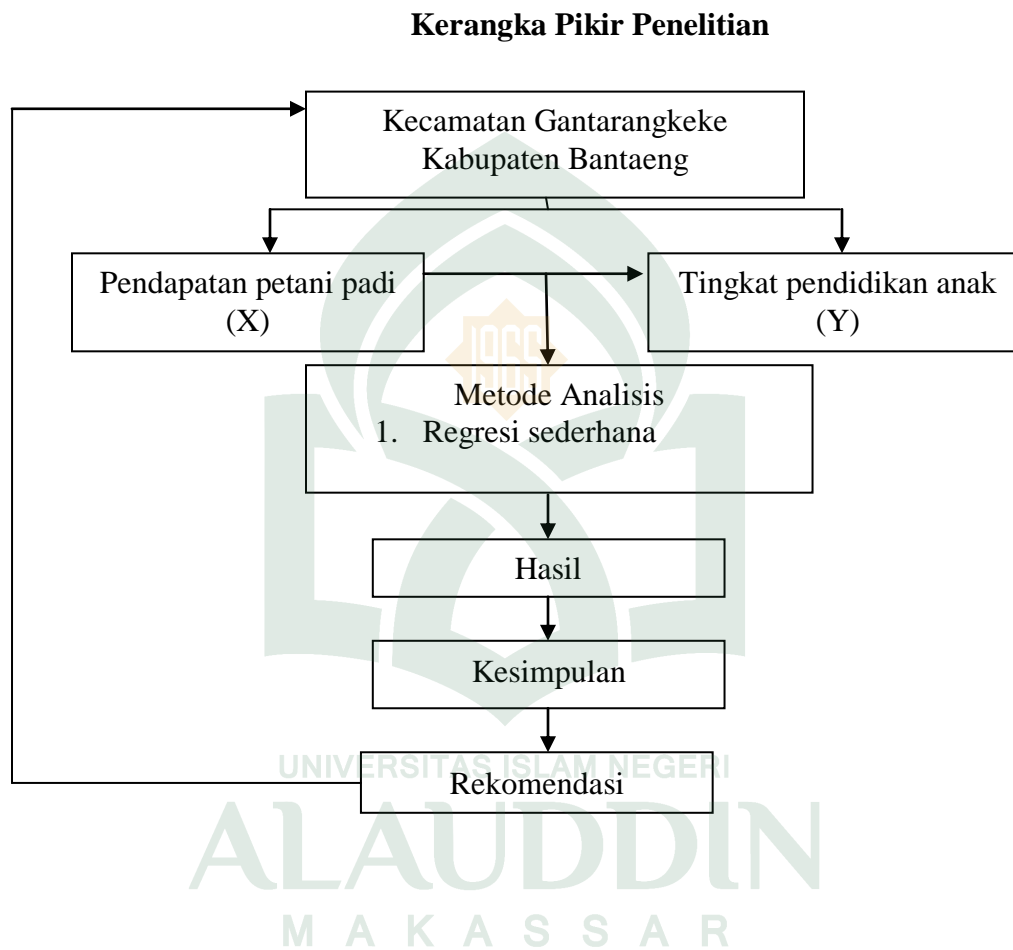 Kerangka Pikir Penelitian
Kecamatan Gantarangkeke
Kabupaten Bantaeng
Pendapatan petani padi
(X)
Tingkat pendidikan anak
(Y)
1965
Metode Analisis
1. Regresi sederhana
Hasil
Kesimpulan
UNIVERSITAS ISLAM NEGERI
Rekomendasi
ALAUDDIN
MAKASSAR